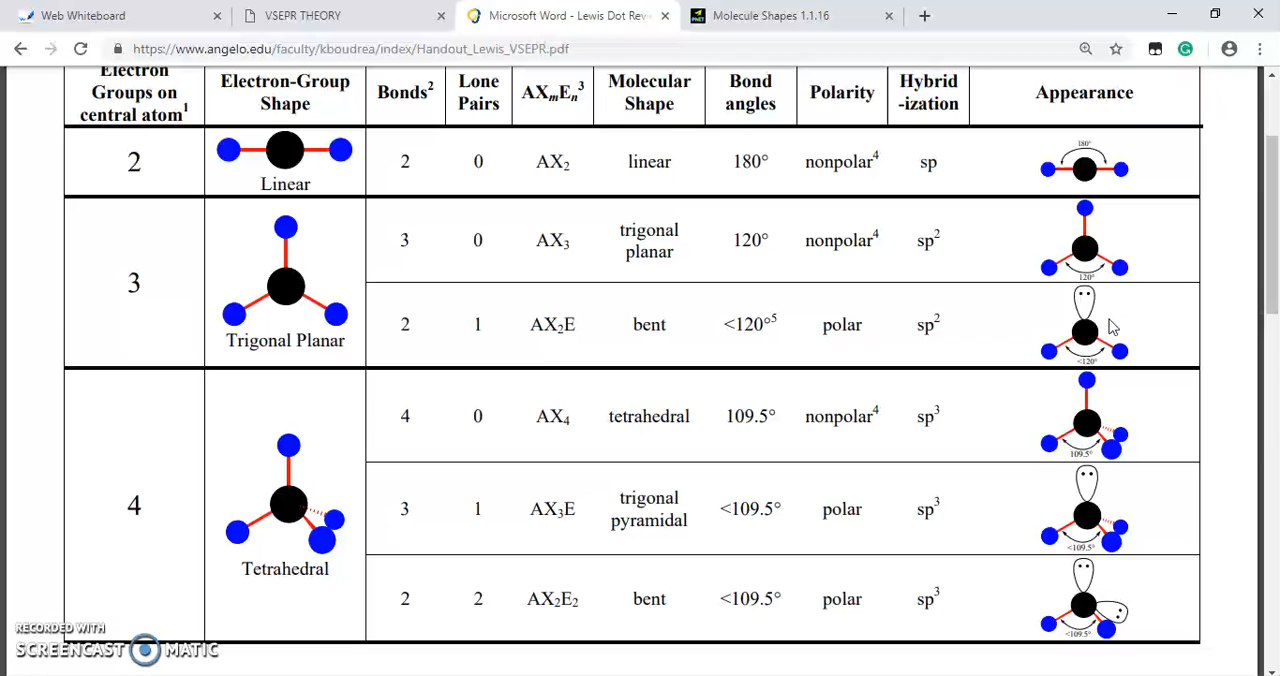 Web Whiteboard
VSEPR THEORY
Microsoft Word - Lewis Dot Rev
Molecule Shapes 1.1.16
https://www.angelo.edu/faculty/kboudrea/index/Handout_Lewis_VSEPR.pdf
Electron
Groups on
central atom¹
Electron-Group
Shape
Bonds²
Lone
Pairs
AXₘEₙ³
Molecular
Shape
Bond
angles
Polarity
Hybrid
-ization
Appearance
2
Linear
2
0
AX₂
linear
180°
nonpolar⁴
sp
180°
3
Trigonal Planar
3
0
AX₃
trigonal
planar
120°
nonpolar⁴
sp²
120°
2
1
AX₂E
bent
<120°⁵
polar
sp²
<120°
4
Tetrahedral
4
0
AX₄
tetrahedral
109.5°
nonpolar⁴
sp³
109.5°
3
1
AX₃E
trigonal
pyramidal
<109.5°
polar
sp³
<109.5°
2
2
AX₂E₂
bent
<109.5°
polar
sp³
<109.5°
RECORDED WITH
SCREENCAST MATIC